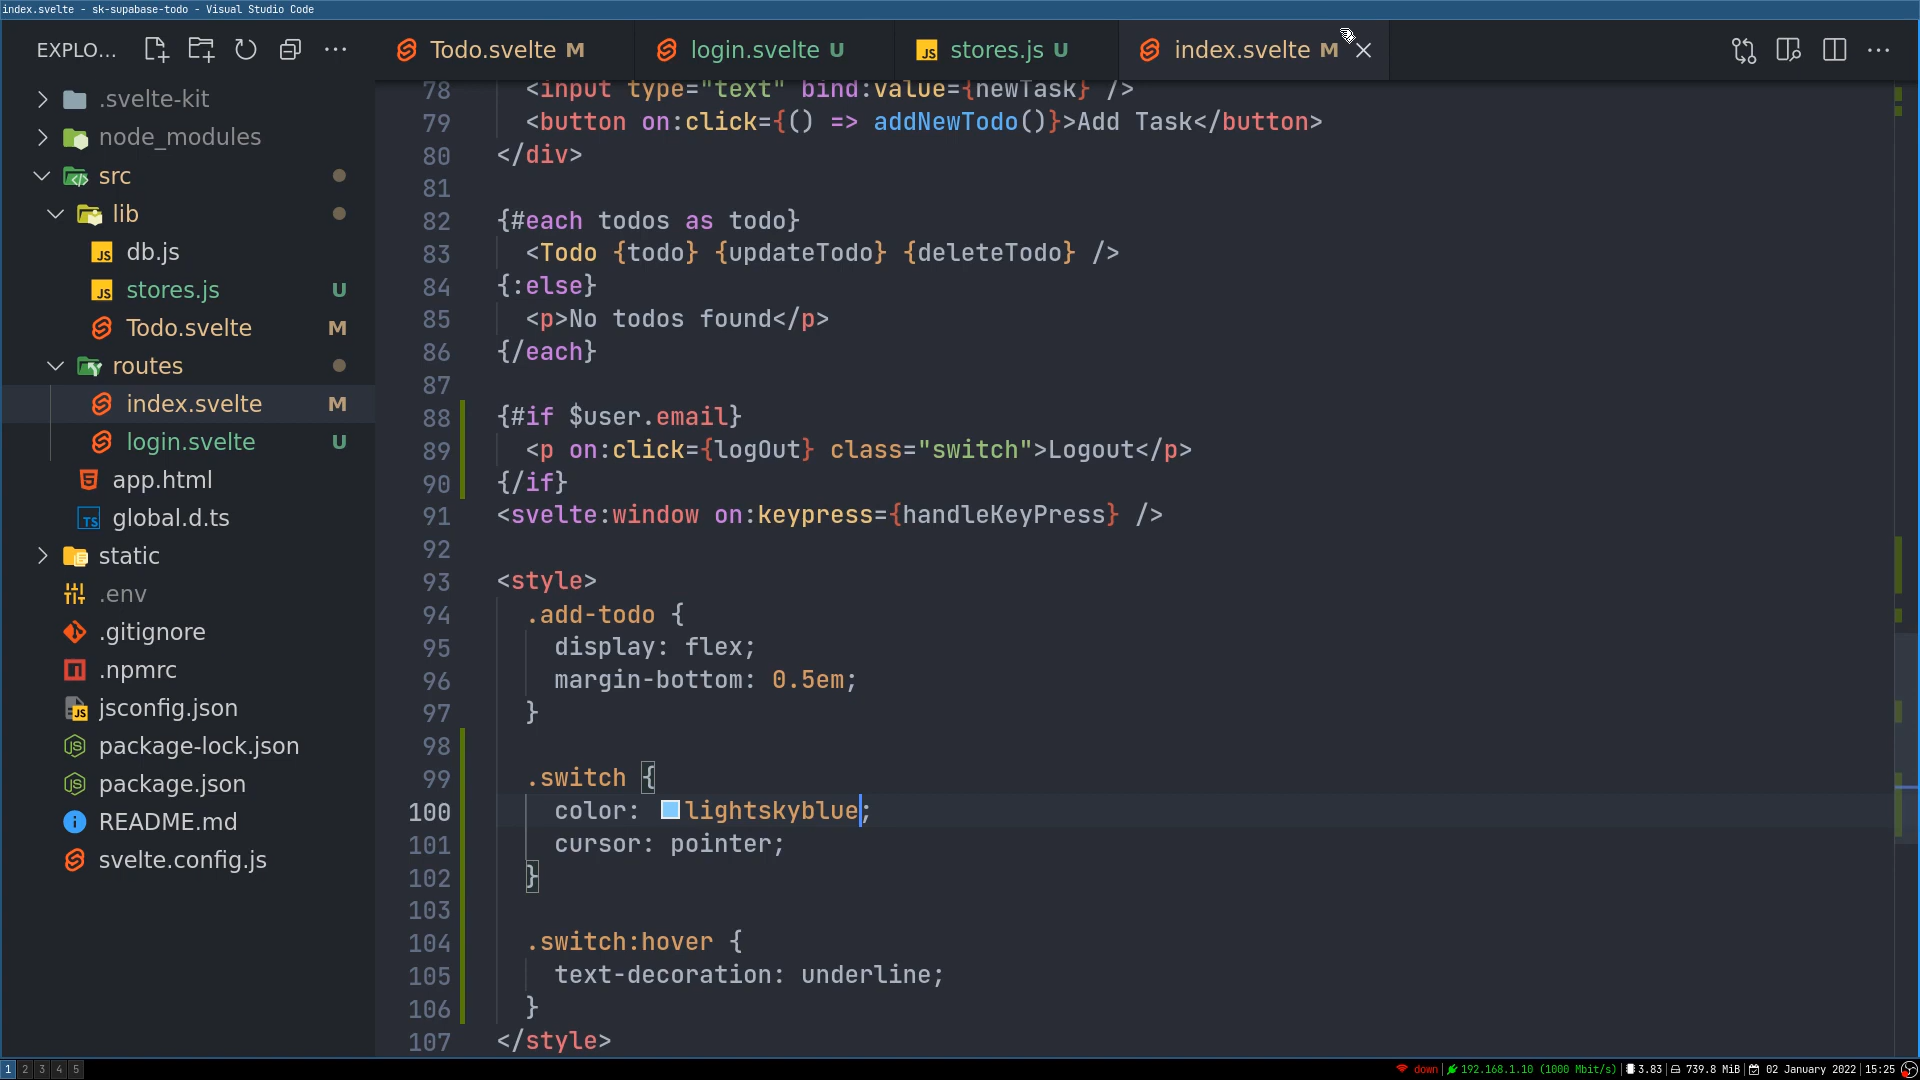 index.svelte - sk-supabase-todo - Visual Studio Code
EXPLO...
Todo.svelte M
login.svelte U
stores.js U
index.svelte M
.svelte-kit
node_modules
src
lib
db.js
stores.js U
Todo.svelte M
routes
index.svelte M
login.svelte U
app.html
global.d.ts
static
.env
.gitignore
.npmrc
jsconfig.json
package-lock.json
package.json
README.md
svelte.config.js
78 <input type="text" bind:value={newTask} />
79 <button on:click={() => addNewTodo()}>Add Task</button>
80 </div>
81
82 {#each todos as todo}
83 <Todo {todo} {updateTodo} {deleteTodo} />
84 {:else}
85 <p>No todos found</p>
86 {/each}
87
88 {#if $user.email}
89 <p on:click={logOut} class="switch">Logout</p>
90 {/if}
91 <svelte:window on:keypress={handleKeyPress} />
92
93 <style>
94 .add-todo {
95 display: flex;
96 margin-bottom: 0.5em;
97 }
98
99 .switch {
100 color: lightskyblue;
101 cursor: pointer;
102 }
103
104 .switch:hover {
105 text-decoration: underline;
106 }
107 </style>
1 2 3 4 5
down 192.168.1.10 (1000 Mbit/s) 3.83 739.8 MiB 02 January 2022 15:25